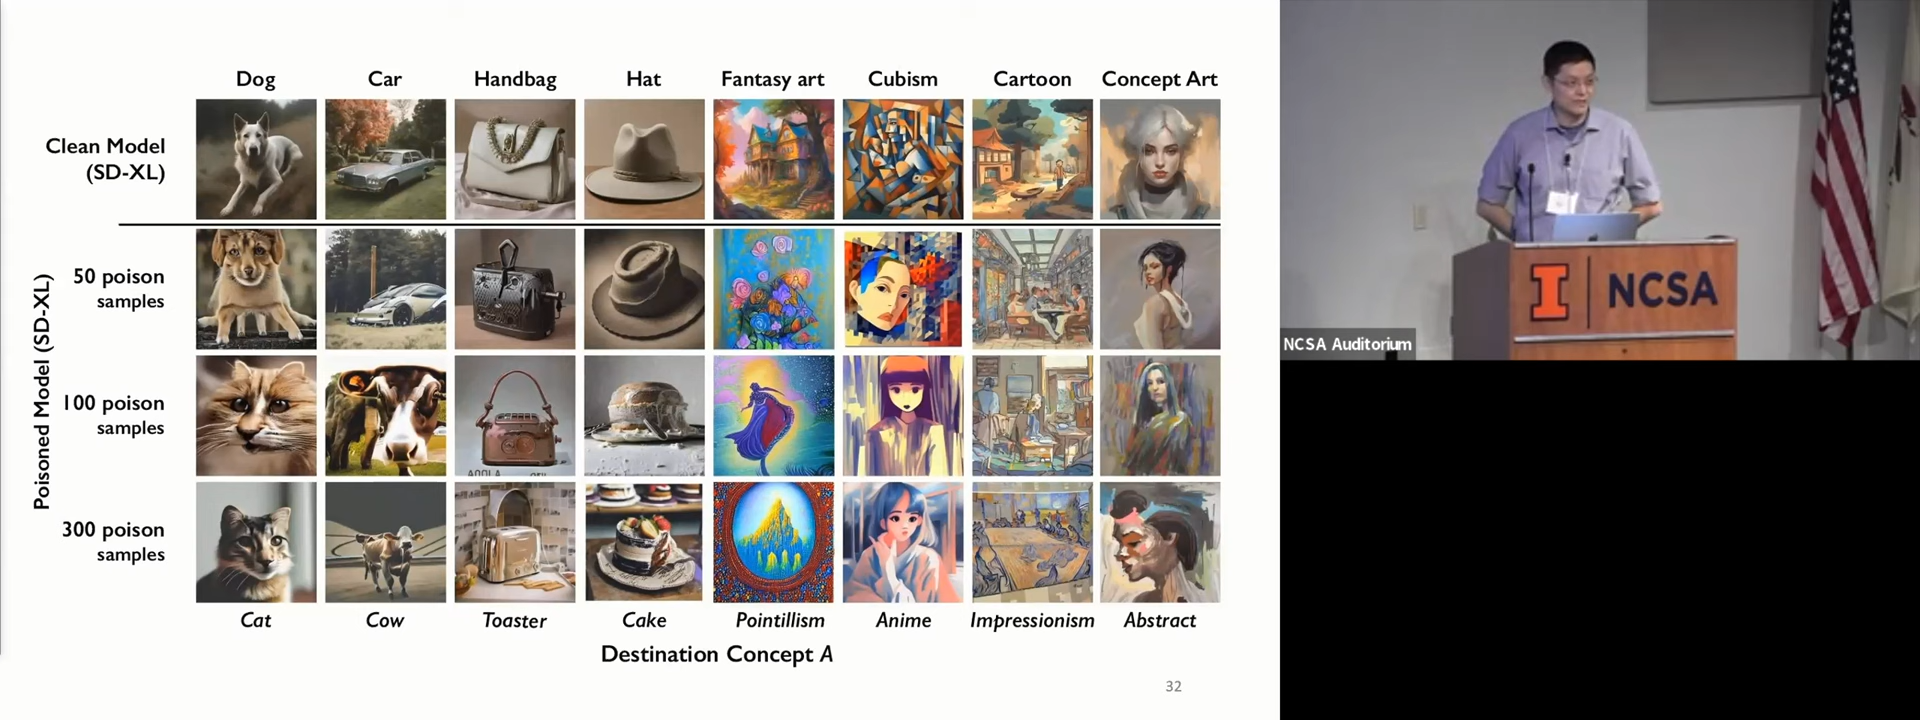 Dog Car Handbag Hat Fantasy art Cubism Cartoon Concept Art
Clean Model
(SD-XL)
Poisoned Model (SD-XL)
50 poison
samples
100 poison
samples
300 poison
samples
Cat Cow Toaster Cake Pointillism Anime Impressionism Abstract
Destination Concept A
32
I NCSA
NCSA Auditorium